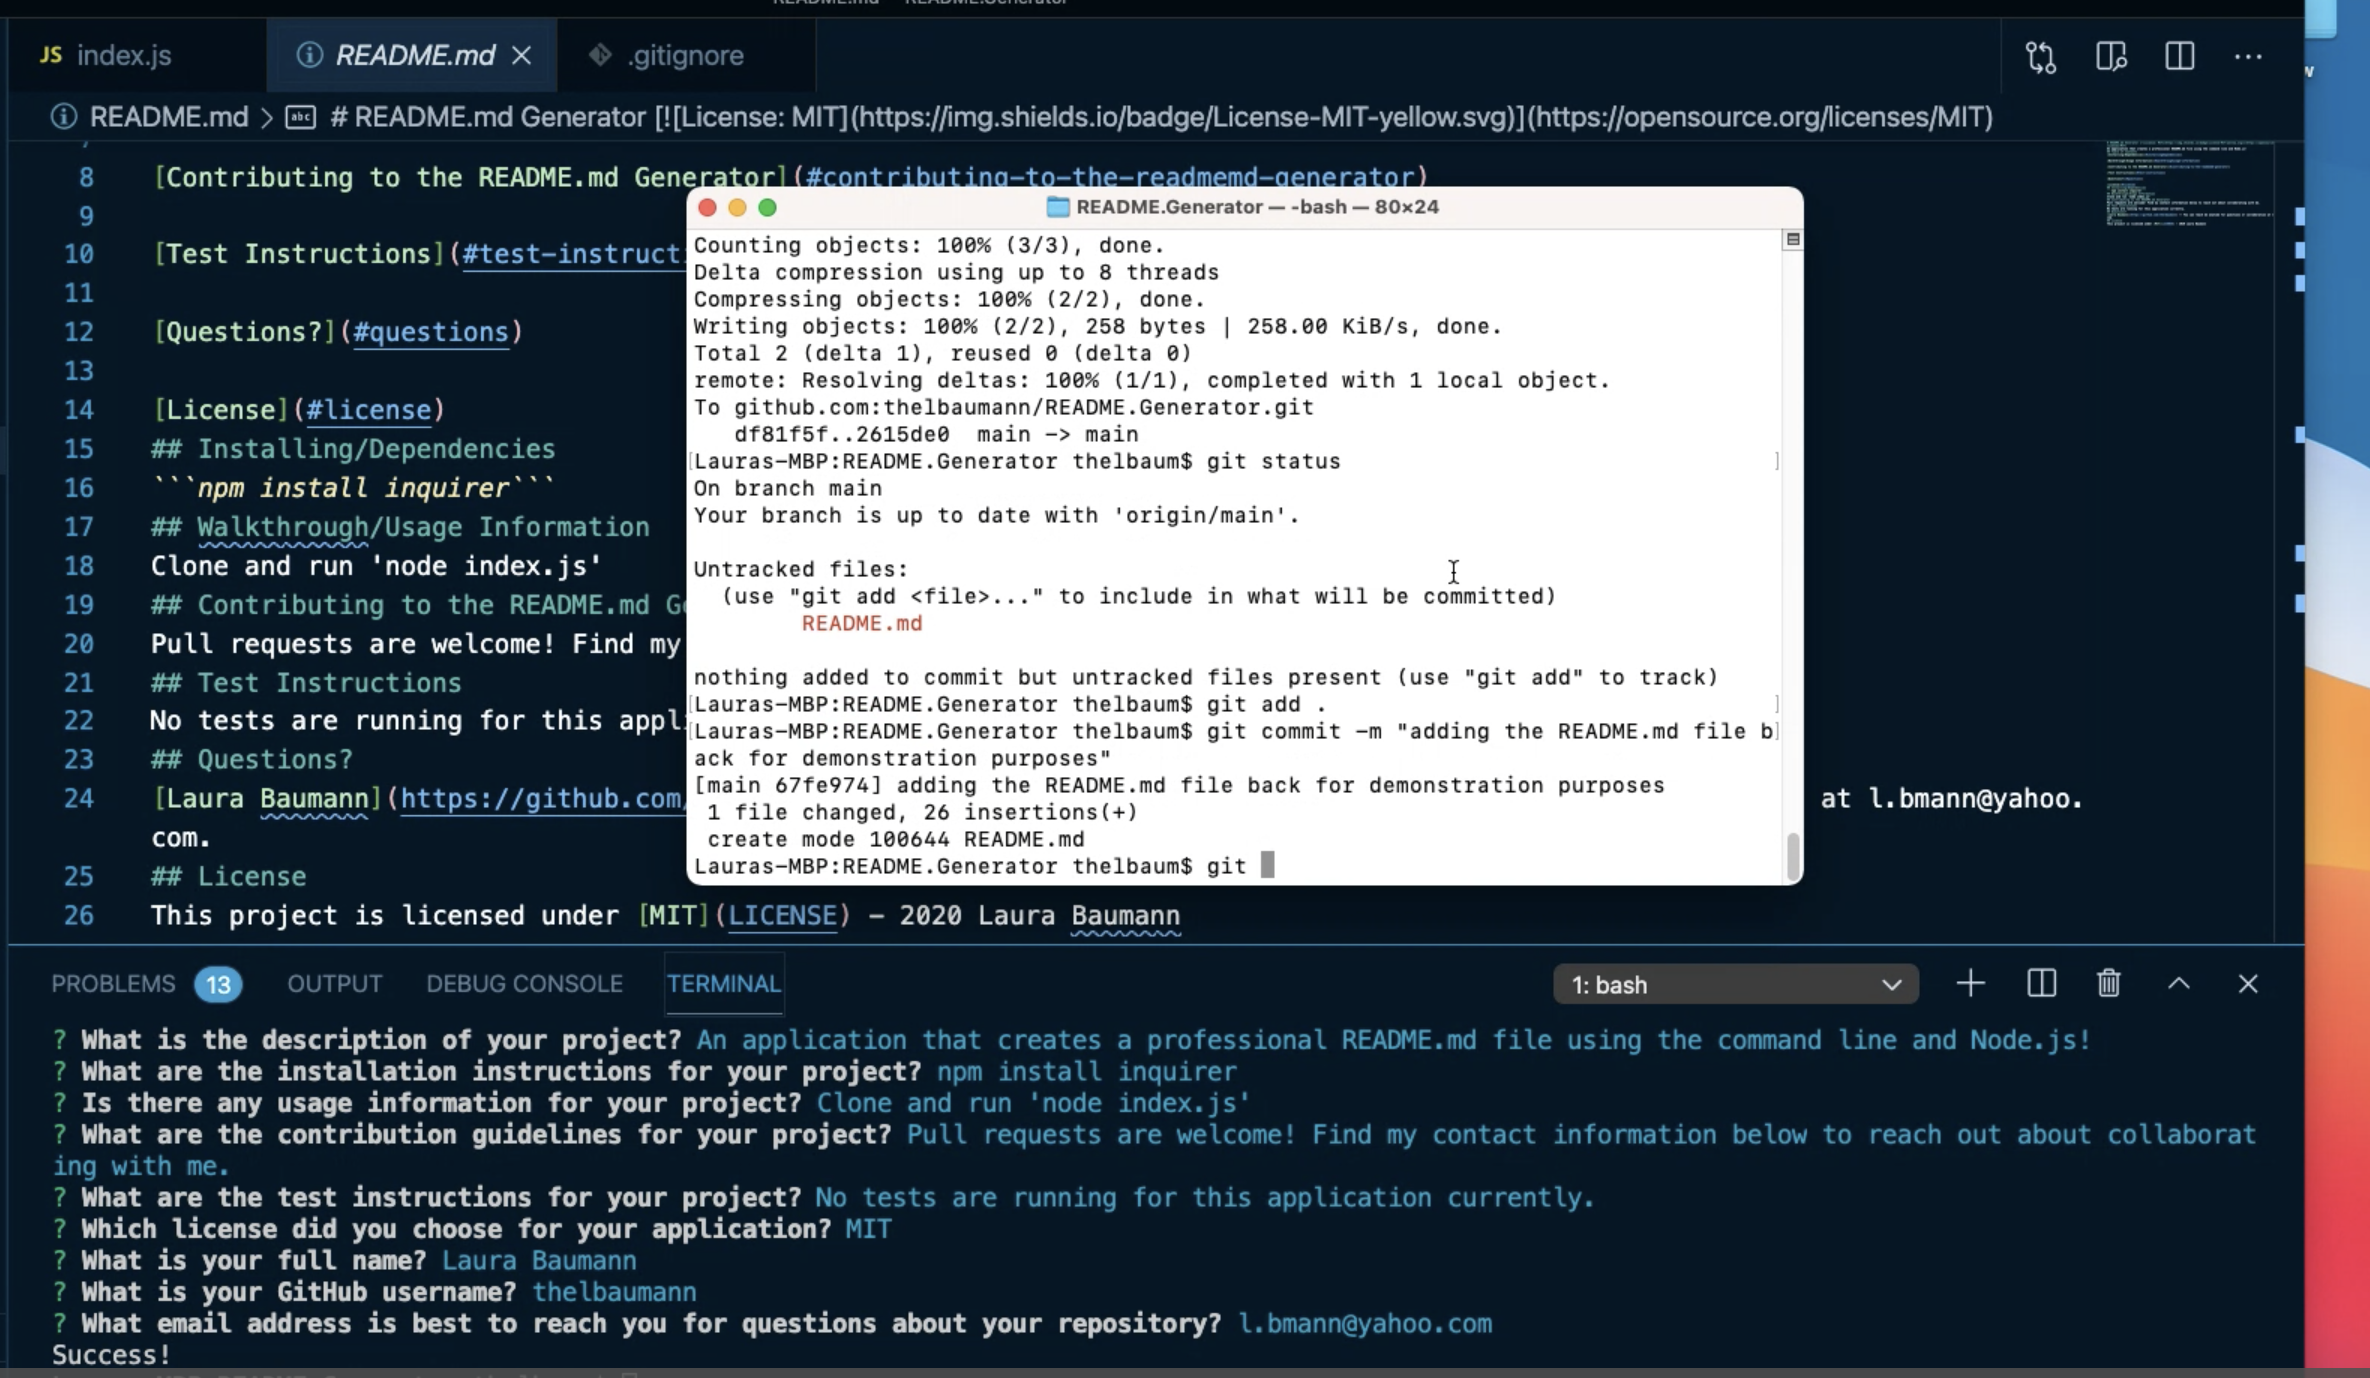 JS index.js README.md .gitignore
README.md > # README.md Generator [![License: MIT](https://img.shields.io/badge/License-MIT-yellow.svg)](https://opensource.org/licenses/MIT)
8 [Contributing to the README.md Generator](#contributing-to-the-readmemd-generator)
9
10 [Test Instructions](#test-instruct
11
12 [Questions?](#questions)
13
14 [License](#license)
15 ## Installing/Dependencies
16 ```npm install inquirer```
17 ## Walkthrough/Usage Information
18 Clone and run 'node index.js'
19 ## Contributing to the README.md G
20 Pull requests are welcome! Find my
21 ## Test Instructions
22 No tests are running for this appl
23 ## Questions?
24 [Laura Baumann](https://github.com/ at l.bmann@yahoo.
com.
25 ## License
26 This project is licensed under [MIT](LICENSE) – 2020 Laura Baumann
README.Generator — -bash — 80×24
Counting objects: 100% (3/3), done.
Delta compression using up to 8 threads
Compressing objects: 100% (2/2), done.
Writing objects: 100% (2/2), 258 bytes | 258.00 KiB/s, done.
Total 2 (delta 1), reused 0 (delta 0)
remote: Resolving deltas: 100% (1/1), completed with 1 local object.
To github.com:thelbaumann/README.Generator.git
df81f5f..2615de0 main -> main
[Lauras-MBP:README.Generator thelbaum$ git status ]
On branch main
Your branch is up to date with 'origin/main'.
Untracked files:
(use "git add <file>..." to include in what will be committed)
README.md
nothing added to commit but untracked files present (use "git add" to track)
[Lauras-MBP:README.Generator thelbaum$ git add . ]
[Lauras-MBP:README.Generator thelbaum$ git commit -m "adding the README.md file b]
ack for demonstration purposes"
[main 67fe974] adding the README.md file back for demonstration purposes
1 file changed, 26 insertions(+)
create mode 100644 README.md
Lauras-MBP:README.Generator thelbaum$ git
PROBLEMS 13 OUTPUT DEBUG CONSOLE TERMINAL 1: bash
? What is the description of your project? An application that creates a professional README.md file using the command line and Node.js!
? What are the installation instructions for your project? npm install inquirer
? Is there any usage information for your project? Clone and run 'node index.js'
? What are the contribution guidelines for your project? Pull requests are welcome! Find my contact information below to reach out about collaborat
ing with me.
? What are the test instructions for your project? No tests are running for this application currently.
? Which license did you choose for your application? MIT
? What is your full name? Laura Baumann
? What is your GitHub username? thelbaumann
? What email address is best to reach you for questions about your repository? l.bmann@yahoo.com
Success!